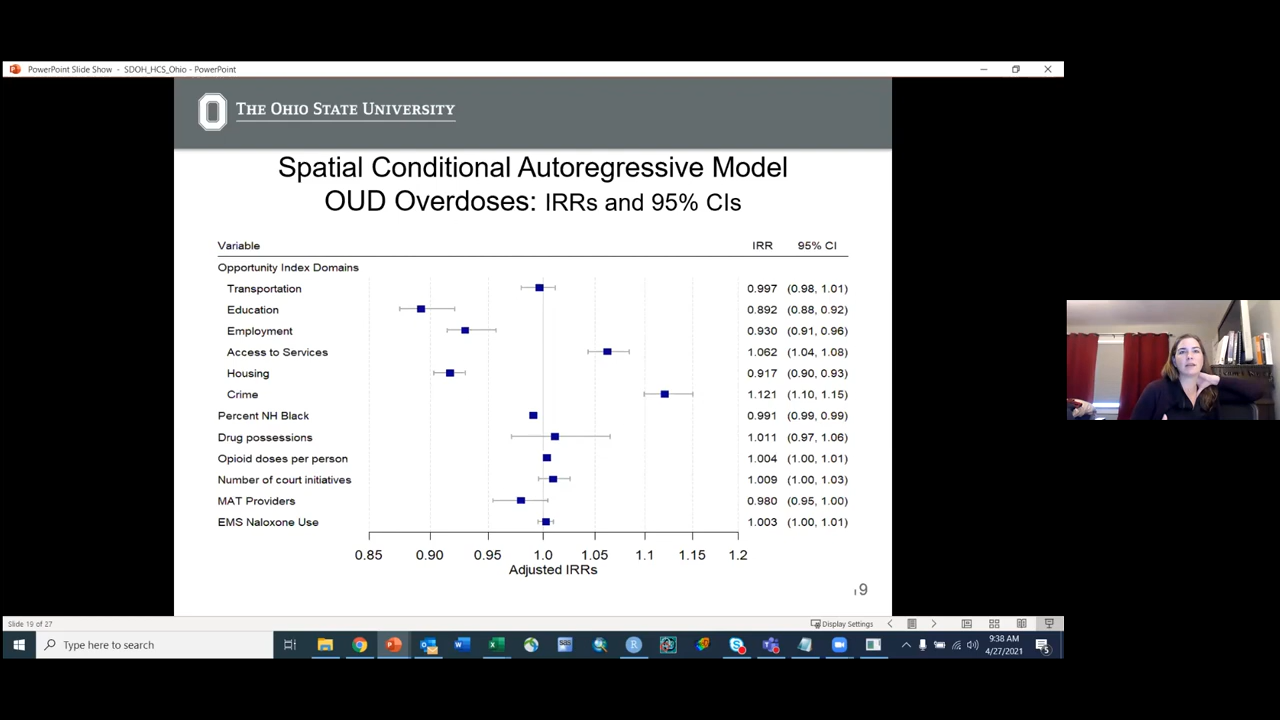 PowerPoint Slide Show - SDOH_HCS_Ohio - PowerPoint
THE OHIO STATE UNIVERSITY
Spatial Conditional Autoregressive Model
OUD Overdoses: IRRs and 95% CIs
Variable IRR 95% CI
Opportunity Index Domains
Transportation 0.997 (0.98, 1.01)
Education 0.892 (0.88, 0.92)
Employment 0.930 (0.91, 0.96)
Access to Services 1.062 (1.04, 1.08)
Housing 0.917 (0.90, 0.93)
Crime 1.121 (1.10, 1.15)
Percent NH Black 0.991 (0.99, 0.99)
Drug possessions 1.011 (0.97, 1.06)
Opioid doses per person 1.004 (1.00, 1.01)
Number of court initiatives 1.009 (1.00, 1.03)
MAT Providers 0.980 (0.95, 1.00)
EMS Naloxone Use 1.003 (1.00, 1.01)
0.85 0.90 0.95 1.0 1.05 1.1 1.15 1.2
Adjusted IRRs
19
Slide 19 of 27 Display Settings
Type here to search 9:38 AM
4/27/2021 5